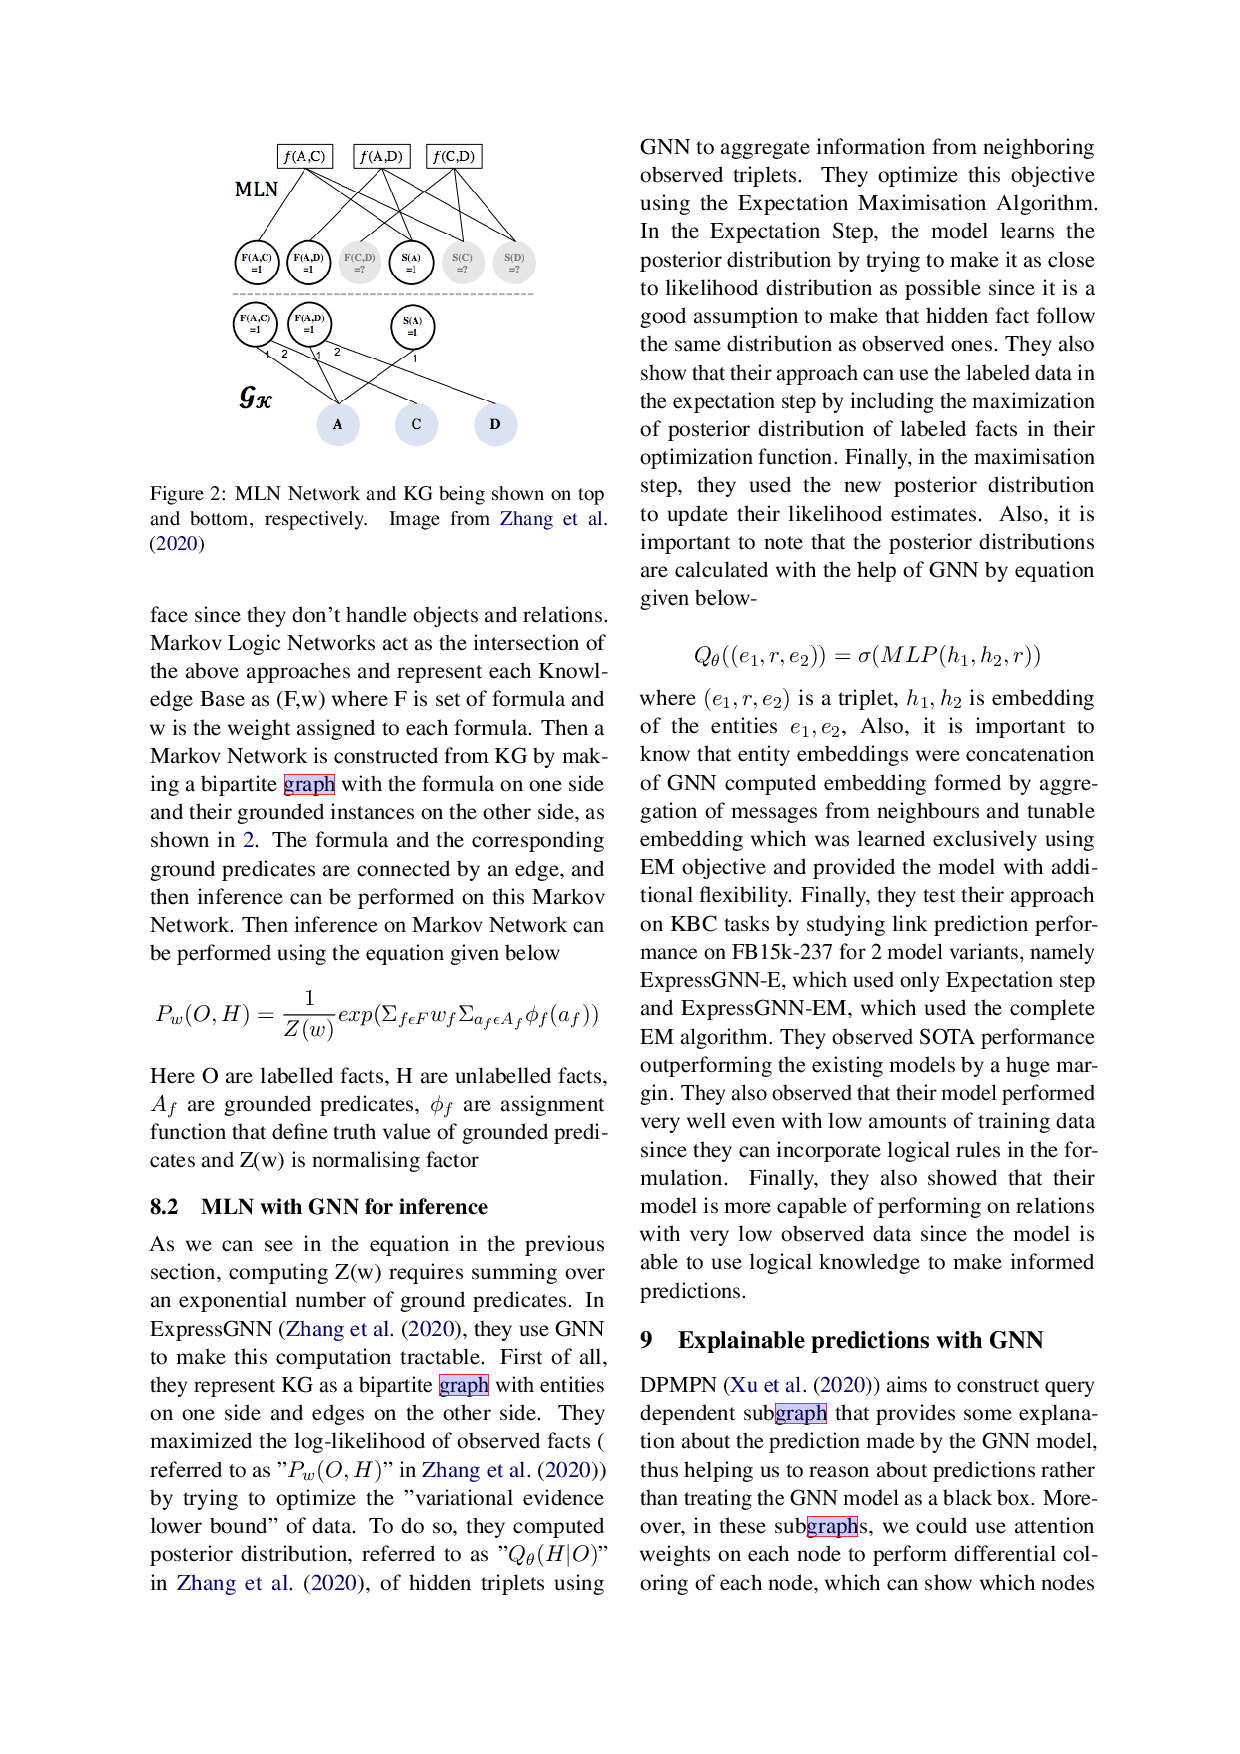 f(A,C) f(A,D) f(C,D)
MLN
F(A,C) =1 F(A,D) =1 F(C,D) =? S(A) =1 S(C) =? S(D) =?
F(A,C) =1 F(A,D) =1 S(A) =1
1 2 1 2 1
𝒢𝒦
A C D
Figure 2: MLN Network and KG being shown on top
and bottom, respectively. Image from Zhang et al.
(2020)
face since they don’t handle objects and relations.
Markov Logic Networks act as the intersection of
the above approaches and represent each Knowl-
edge Base as (F,w) where F is set of formula and
w is the weight assigned to each formula. Then a
Markov Network is constructed from KG by mak-
ing a bipartite graph with the formula on one side
and their grounded instances on the other side, as
shown in 2. The formula and the corresponding
ground predicates are connected by an edge, and
then inference can be performed on this Markov
Network. Then inference on Markov Network can
be performed using the equation given below
P_w(O, H) = 1/Z(w) exp(Σ_{fϵF} w_f Σ_{a_f ϵ A_f} ϕ_f(a_f))
Here O are labelled facts, H are unlabelled facts,
A_f are grounded predicates, ϕ_f are assignment
function that define truth value of grounded predi-
cates and Z(w) is normalising factor
8.2 MLN with GNN for inference
As we can see in the equation in the previous
section, computing Z(w) requires summing over
an exponential number of ground predicates. In
ExpressGNN (Zhang et al. (2020), they use GNN
to make this computation tractable. First of all,
they represent KG as a bipartite graph with entities
on one side and edges on the other side. They
maximized the log-likelihood of observed facts (
referred to as ”P_w(O, H)” in Zhang et al. (2020))
by trying to optimize the ”variational evidence
lower bound” of data. To do so, they computed
posterior distribution, referred to as ”Q_θ(H|O)”
in Zhang et al. (2020), of hidden triplets using
GNN to aggregate information from neighboring
observed triplets. They optimize this objective
using the Expectation Maximisation Algorithm.
In the Expectation Step, the model learns the
posterior distribution by trying to make it as close
to likelihood distribution as possible since it is a
good assumption to make that hidden fact follow
the same distribution as observed ones. They also
show that their approach can use the labeled data in
the expectation step by including the maximization
of posterior distribution of labeled facts in their
optimization function. Finally, in the maximisation
step, they used the new posterior distribution
to update their likelihood estimates. Also, it is
important to note that the posterior distributions
are calculated with the help of GNN by equation
given below-
Q_θ((e_1, r, e_2)) = σ(MLP(h_1, h_2, r))
where (e_1, r, e_2) is a triplet, h_1, h_2 is embedding
of the entities e_1, e_2, Also, it is important to
know that entity embeddings were concatenation
of GNN computed embedding formed by aggre-
gation of messages from neighbours and tunable
embedding which was learned exclusively using
EM objective and provided the model with addi-
tional flexibility. Finally, they test their approach
on KBC tasks by studying link prediction perfor-
mance on FB15k-237 for 2 model variants, namely
ExpressGNN-E, which used only Expectation step
and ExpressGNN-EM, which used the complete
EM algorithm. They observed SOTA performance
outperforming the existing models by a huge mar-
gin. They also observed that their model performed
very well even with low amounts of training data
since they can incorporate logical rules in the for-
mulation. Finally, they also showed that their
model is more capable of performing on relations
with very low observed data since the model is
able to use logical knowledge to make informed
predictions.
9 Explainable predictions with GNN
DPMPN (Xu et al. (2020)) aims to construct query
dependent subgraph that provides some explana-
tion about the prediction made by the GNN model,
thus helping us to reason about predictions rather
than treating the GNN model as a black box. More-
over, in these subgraphs, we could use attention
weights on each node to perform differential col-
oring of each node, which can show which nodes